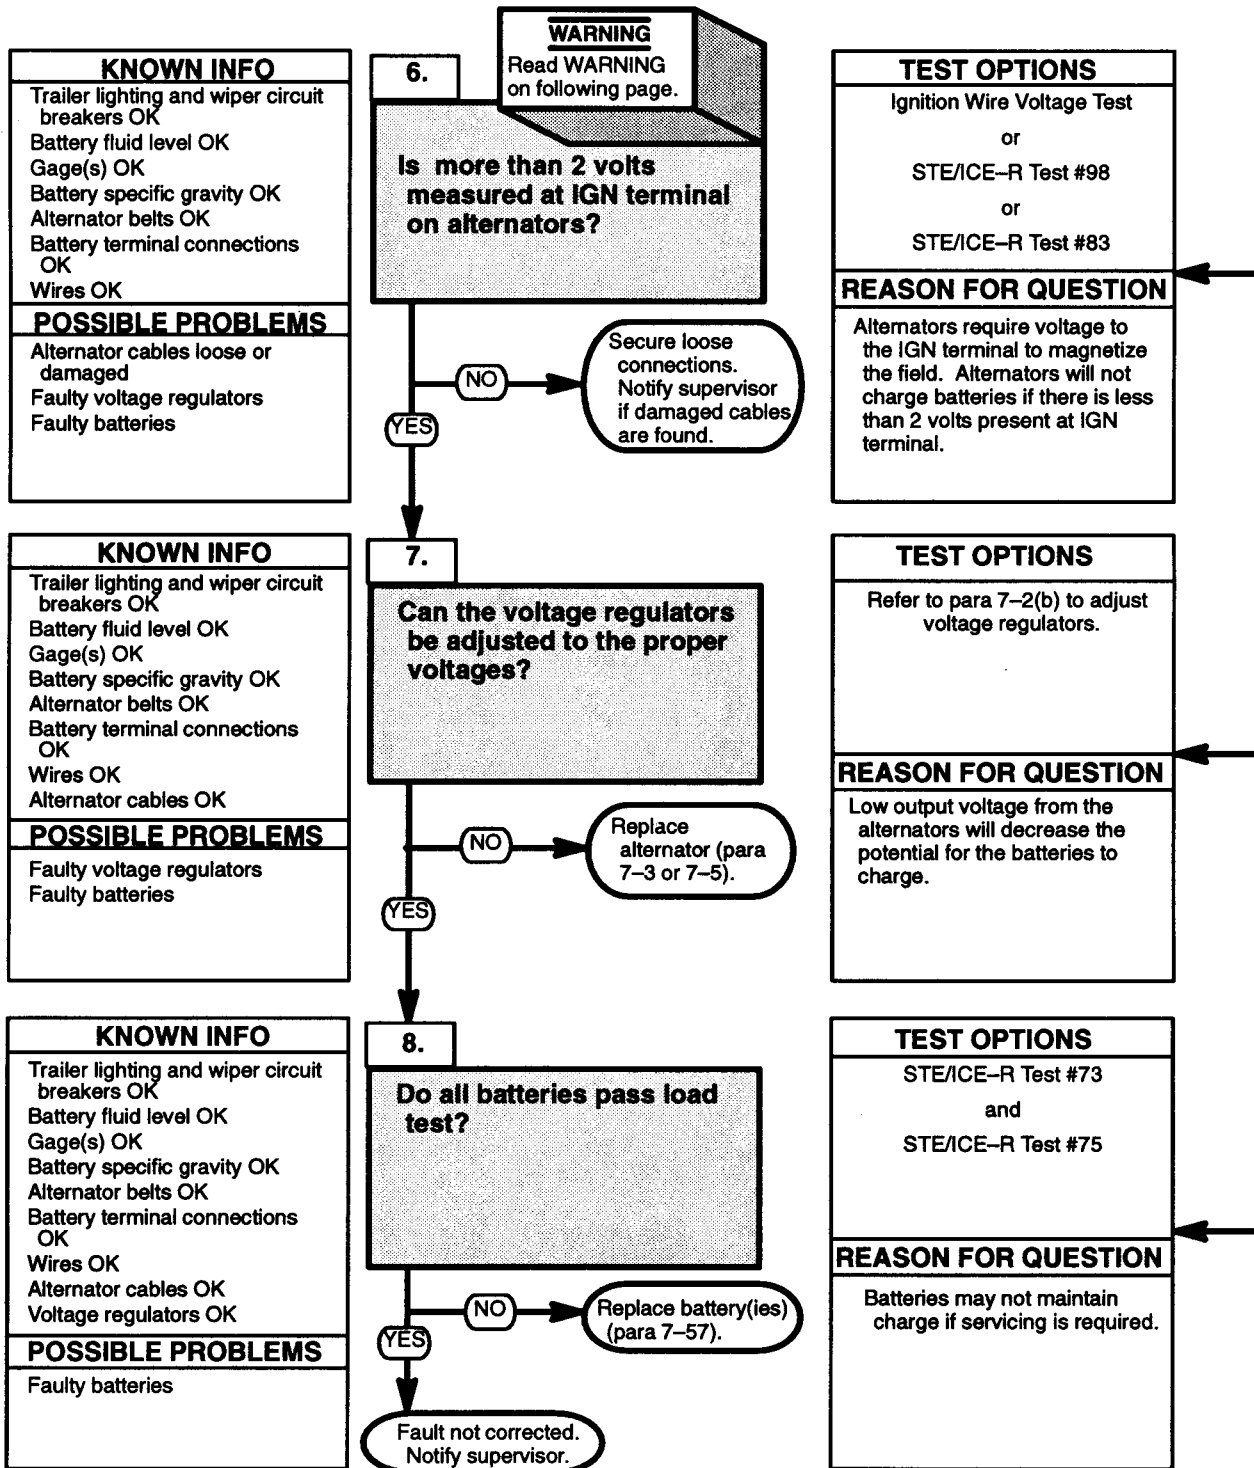 WARNING
Read WARNING
on following page.
KNOWN INFO
Trailer lighting and wiper circuit
breakers OK
Battery fluid level OK
Gage(s) OK
Battery specific gravity OK
Alternator belts OK
Battery terminal connections
OK
Wires OK
POSSIBLE PROBLEMS
Alternator cables loose or
damaged
Faulty voltage regulators
Faulty batteries
6.
Is more than 2 volts
measured at IGN terminal
on alternators?
NO
Secure loose
connections.
Notify supervisor
if damaged cables
are found.
YES
TEST OPTIONS
Ignition Wire Voltage Test
or
STE/ICE–R Test #98
or
STE/ICE–R Test #83
REASON FOR QUESTION
Alternators require voltage to
the IGN terminal to magnetize
the field. Alternators will not
charge batteries if there is less
than 2 volts present at IGN
terminal.
KNOWN INFO
Trailer lighting and wiper circuit
breakers OK
Battery fluid level OK
Gage(s) OK
Battery specific gravity OK
Alternator belts OK
Battery terminal connections
OK
Wires OK
Alternator cables OK
POSSIBLE PROBLEMS
Faulty voltage regulators
Faulty batteries
7.
Can the voltage regulators
be adjusted to the proper
voltages?
NO
Replace
alternator (para
7–3 or 7–5).
YES
TEST OPTIONS
Refer to para 7–2(b) to adjust
voltage regulators.
REASON FOR QUESTION
Low output voltage from the
alternators will decrease the
potential for the batteries to
charge.
KNOWN INFO
Trailer lighting and wiper circuit
breakers OK
Battery fluid level OK
Gage(s) OK
Battery specific gravity OK
Alternator belts OK
Battery terminal connections
OK
Wires OK
Alternator cables OK
Voltage regulators OK
POSSIBLE PROBLEMS
Faulty batteries
8.
Do all batteries pass load
test?
NO
Replace battery(ies)
(para 7–57).
YES
Fault not corrected.
Notify supervisor.
TEST OPTIONS
STE/ICE–R Test #73
and
STE/ICE–R Test #75
REASON FOR QUESTION
Batteries may not maintain
charge if servicing is required.